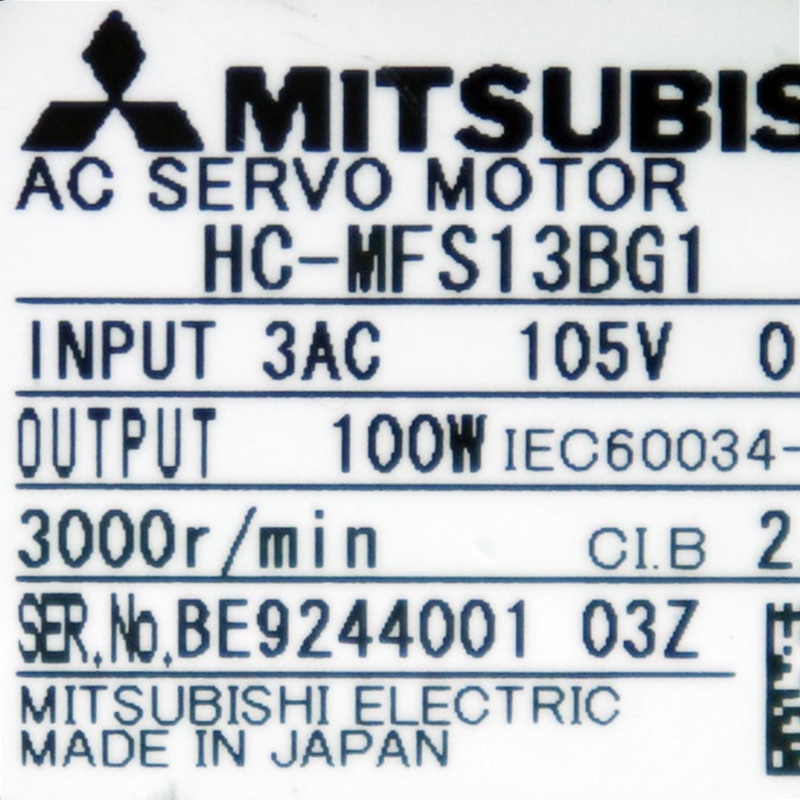 MITSUBIS
AC SERVO MOTOR
HC-MFS13BG1
INPUT 3AC 105V 0
OUTPUT 100W IEC60034-
3000r/min CI.B 2
SER.No.BE9244001 03Z
MITSUBISHI ELECTRIC
MADE IN JAPAN